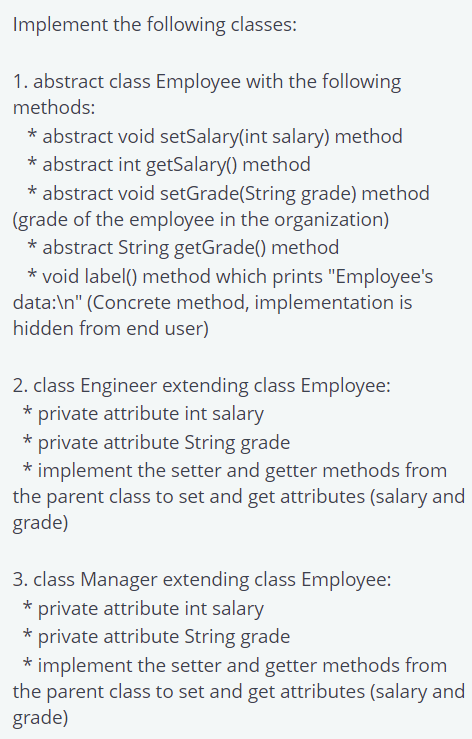 Implement the following classes:
1. abstract class Employee with the following
methods:
* abstract void setSalary(int salary) method
* abstract int getSalary() method
* abstract void setGrade(String grade) method
(grade of the employee in the organization)
* abstract String getGrade() method
* void label() method which prints "Employee's
data:\n" (Concrete method, implementation is
hidden from end user)
2. class Engineer extending class Employee:
* private attribute int salary
* private attribute String grade
* implement the setter and getter methods from
the parent class to set and get attributes (salary and
grade)
3. class Manager extending class Employee:
* private attribute int salary
* private attribute String grade
* implement the setter and getter methods from
the parent class to set and get attributes (salary and
grade)